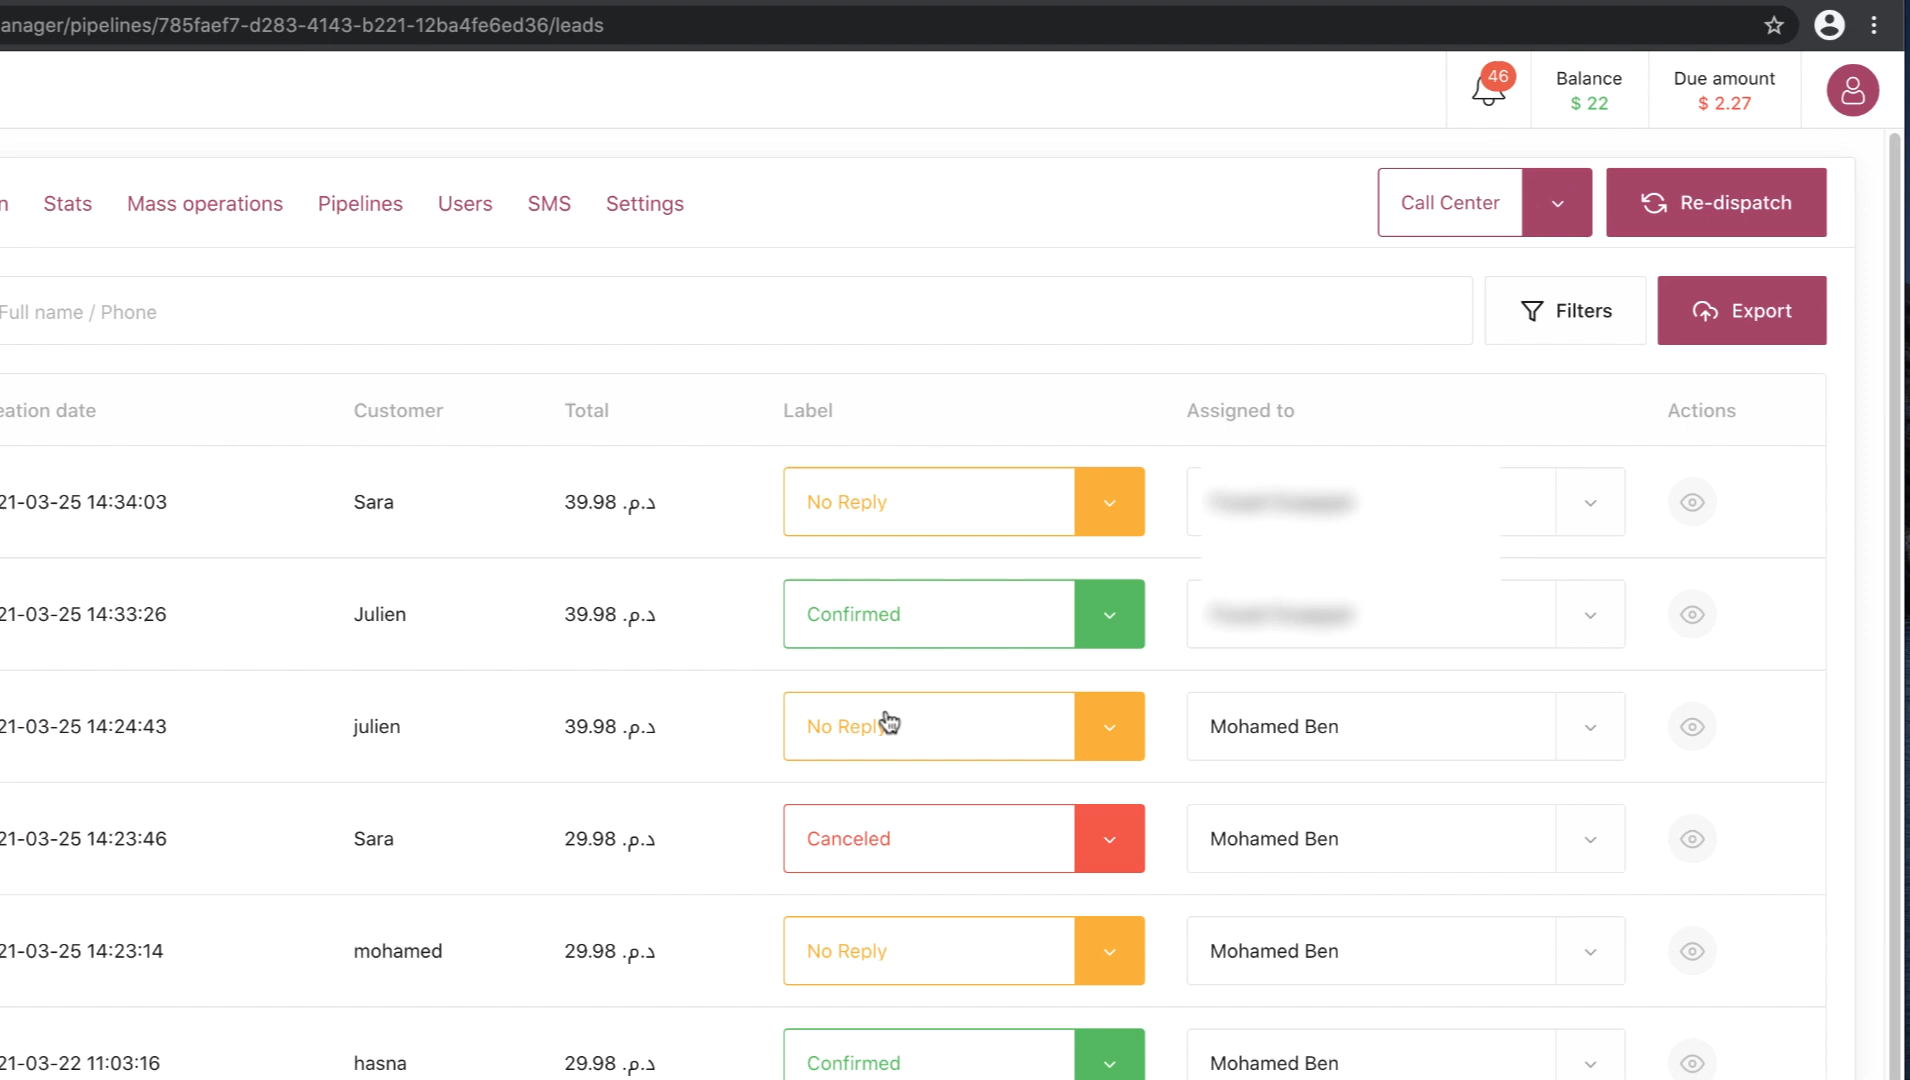 anager/pipelines/785faef7-d283-4143-b221-12ba4fe6ed36/leads
46
Balance
$ 22
Due amount
$ 2.27
n Stats Mass operations Pipelines Users SMS Settings Call Center Re-dispatch
Full name / Phone Filters Export
eation date Customer Total Label Assigned to Actions
21-03-25 14:34:03 Sara 39.98 د.م. No Reply
21-03-25 14:33:26 Julien 39.98 د.م. Confirmed
21-03-25 14:24:43 julien 39.98 د.م. No Reply Mohamed Ben
21-03-25 14:23:46 Sara 29.98 د.م. Canceled Mohamed Ben
21-03-25 14:23:14 mohamed 29.98 د.م. No Reply Mohamed Ben
21-03-22 11:03:16 hasna 29.98 د.م. Confirmed Mohamed Ben